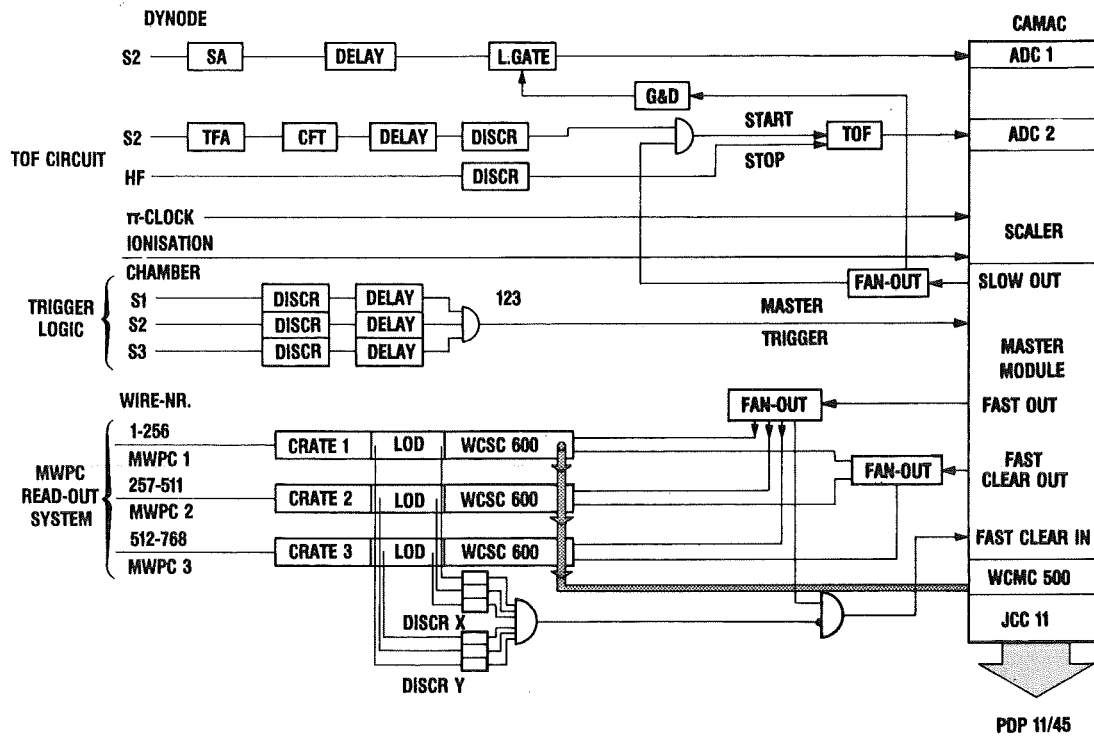 DYNODE
CAMAC
S2
SA
DELAY
L.GATE
ADC 1
G&D
TOF CIRCUIT
S2
TFA
CFT
DELAY
DISCR
START
TOF
ADC 2
HF
DISCR
STOP
π-CLOCK
SCALER
IONISATION
CHAMBER
FAN-OUT
SLOW OUT
TRIGGER
LOGIC
S1
DISCR
DELAY
123
S2
DISCR
DELAY
MASTER
TRIGGER
S3
DISCR
DELAY
MASTER
MODULE
WIRE-NR.
FAN-OUT
FAST OUT
MWPC
READ-OUT
SYSTEM
1-256
CRATE 1
LOD
WCSC 600
MWPC 1
FAN-OUT
FAST
CLEAR OUT
257-511
CRATE 2
LOD
WCSC 600
MWPC 2
512-768
CRATE 3
LOD
WCSC 600
FAST CLEAR IN
MWPC 3
WCMC 500
DISCR X
JCC 11
DISCR Y
PDP 11/45